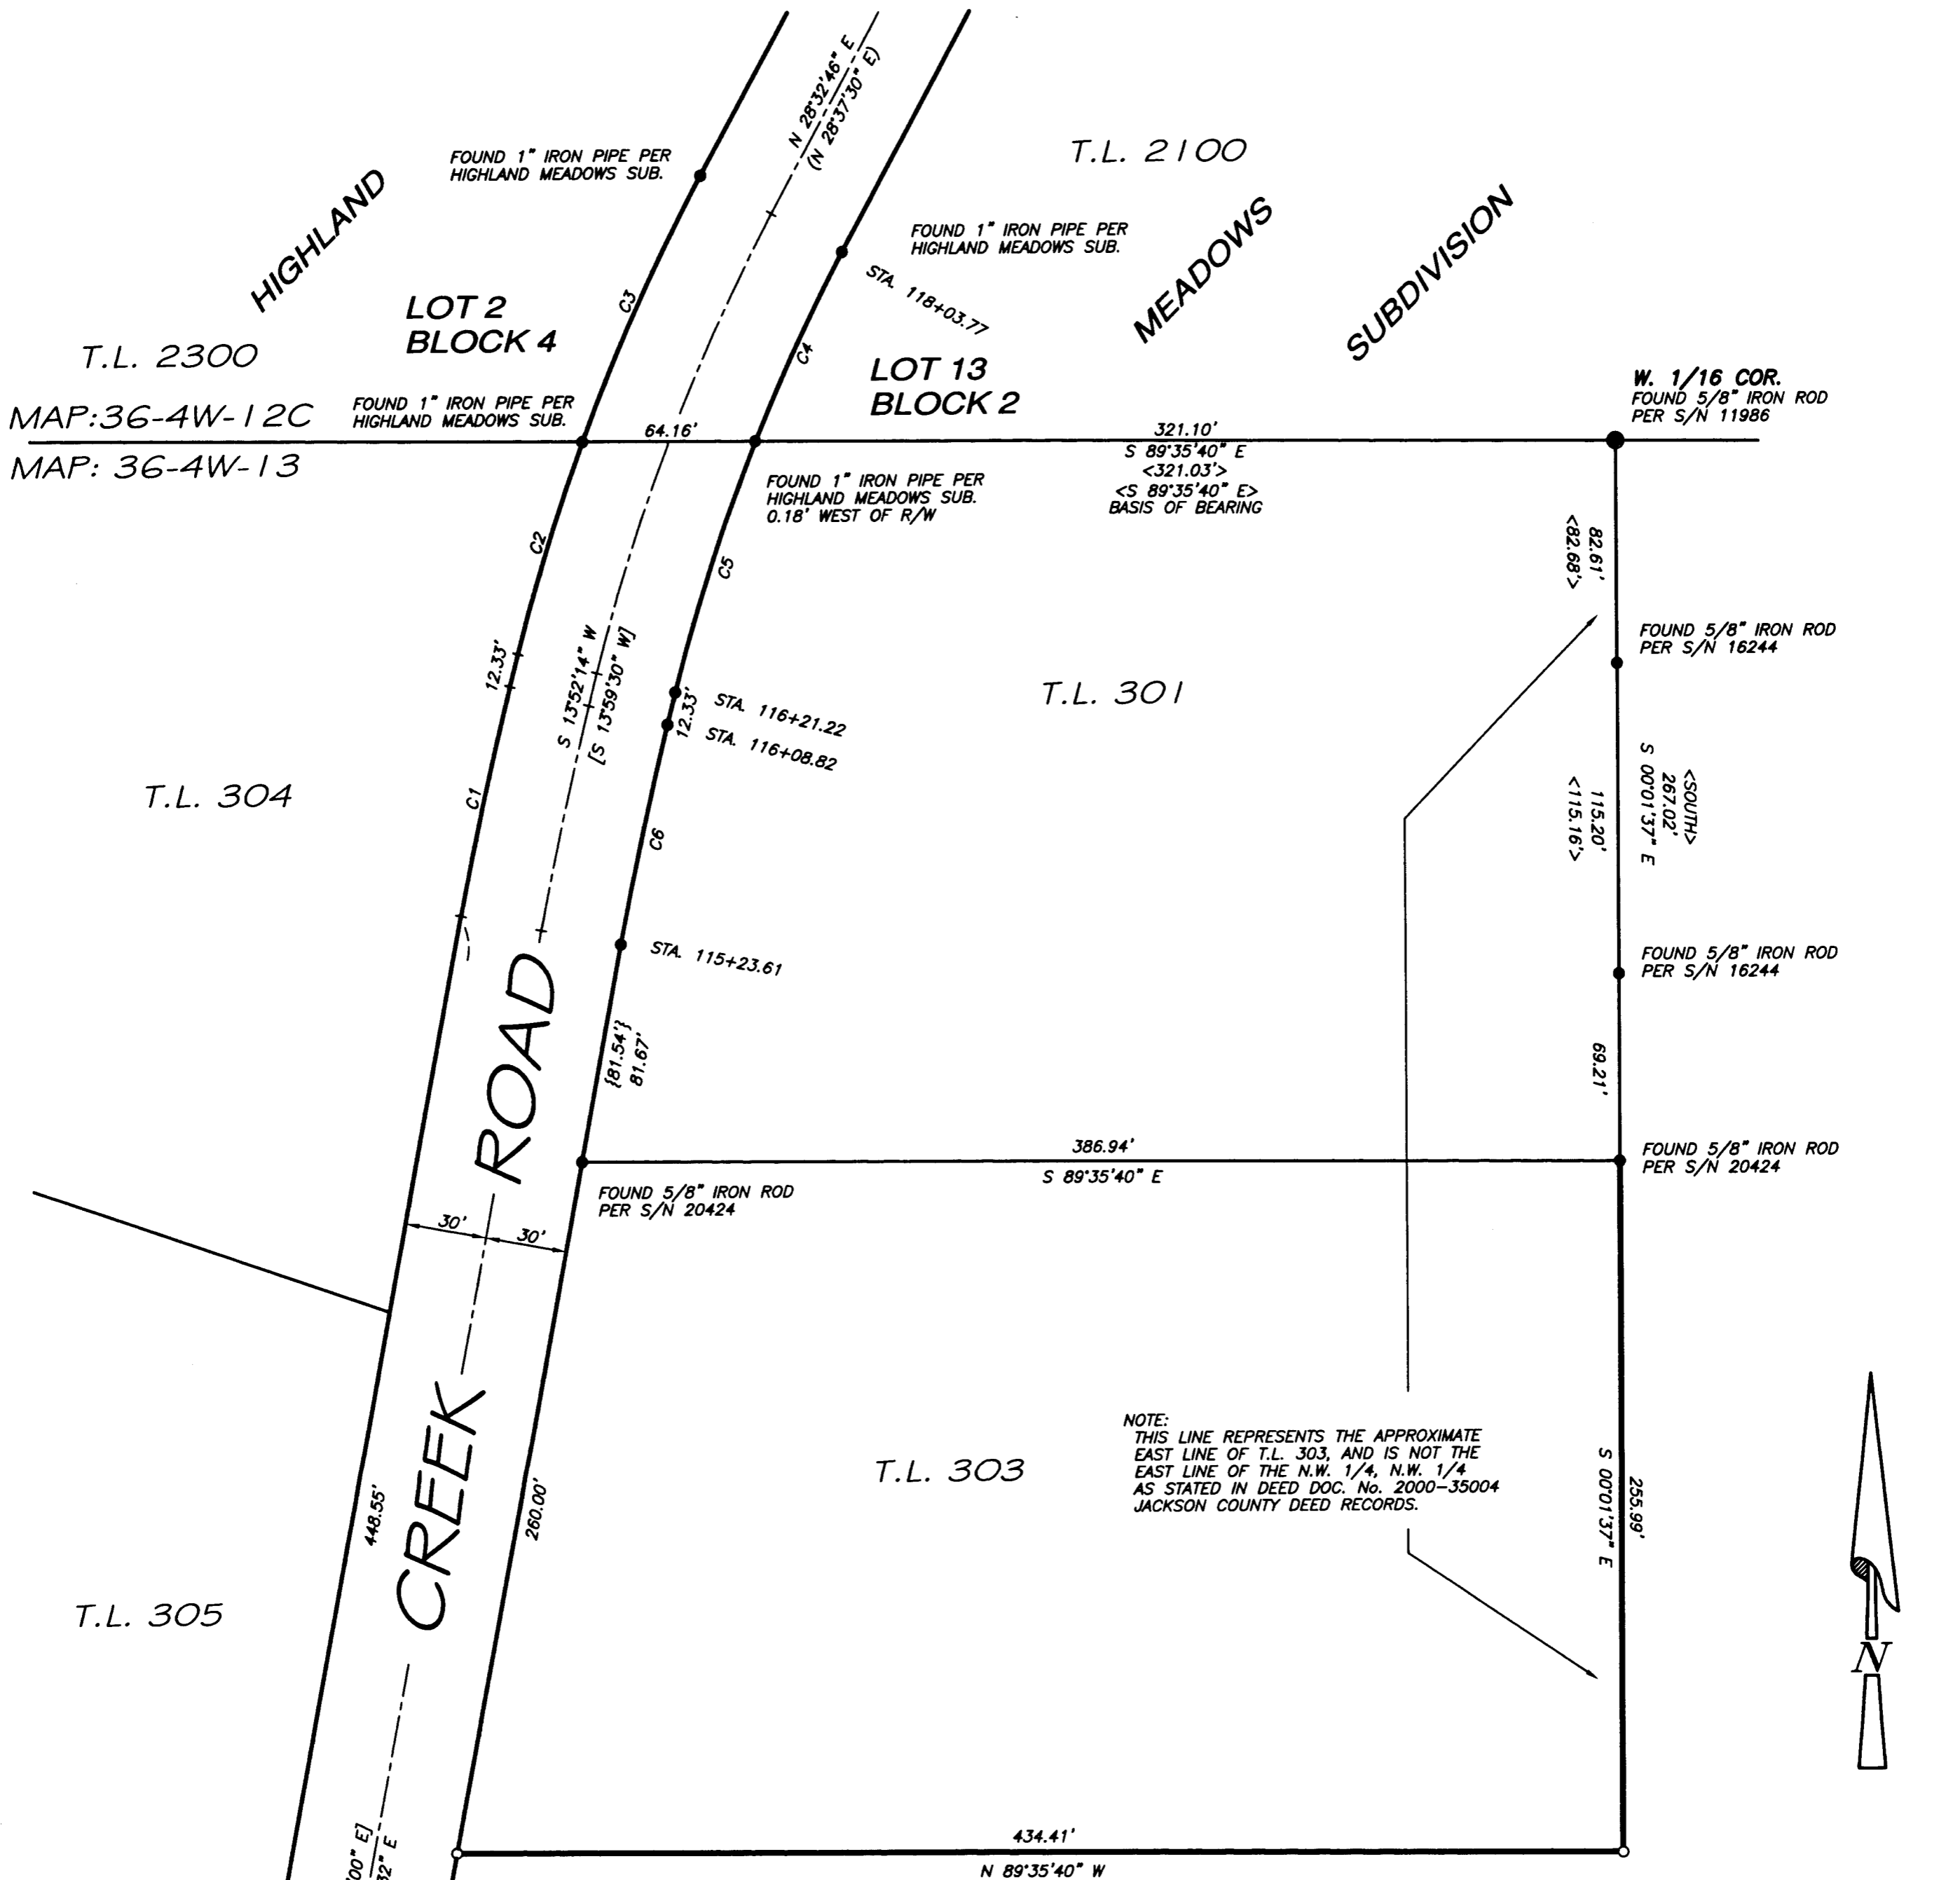 N 28°32'46" E
(N 28°37'30" E)
T.L. 2100
FOUND 1" IRON PIPE PER
HIGHLAND MEADOWS SUB.
HIGHLAND
MEADOWS
SUBDIVISION
FOUND 1" IRON PIPE PER
HIGHLAND MEADOWS SUB.
STA. 118+03.77
C3
C4
LOT 2
BLOCK 4
T.L. 2300
LOT 13
BLOCK 2
W. 1/16 COR.
FOUND 5/8" IRON ROD
PER S/N 11986
MAP:36-4W-12C
FOUND 1" IRON PIPE PER
HIGHLAND MEADOWS SUB.
64.16'
321.10'
S 89°35'40" E
<321.03'>
<S 89°35'40" E>
BASIS OF BEARING
MAP: 36-4W-13
FOUND 1" IRON PIPE PER
HIGHLAND MEADOWS SUB.
0.18' WEST OF R/W
C2
C5
82.61'
<82.68'>
12.33'
S 13°52'14" W
[S 13°59'30" W]
FOUND 5/8" IRON ROD
PER S/N 16244
12.33'
STA. 116+21.22
STA. 116+08.82
T.L. 301
T.L. 304
C1
C6
<SOUTH>
267.02'
S 00°01'37" E
115.20'
<115.16'>
STA. 115+23.61
FOUND 5/8" IRON ROD
PER S/N 16244
{81.54'}
81.67'
69.21'
ROAD
386.94'
S 89°35'40" E
FOUND 5/8" IRON ROD
PER S/N 20424
FOUND 5/8" IRON ROD
PER S/N 20424
30'
30'
CREEK
NOTE:
THIS LINE REPRESENTS THE APPROXIMATE
EAST LINE OF T.L. 303, AND IS NOT THE
EAST LINE OF THE N.W. 1/4, N.W. 1/4
AS STATED IN DEED DOC. No. 2000-35004
JACKSON COUNTY DEED RECORDS.
T.L. 303
448.55'
260.00'
255.99'
S 00°01'37" E
T.L. 305
N
434.41'
N 89°35'40" W
00" E]
32" E